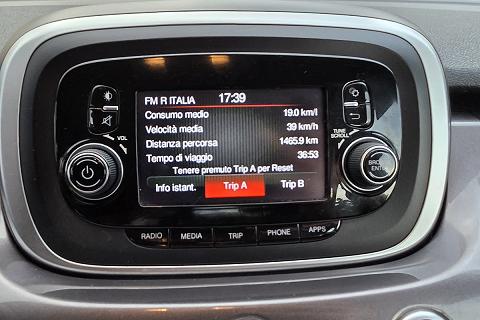 FM R ITALIA 17:39
Consumo medio 19.0 km/l
Velocità media 39 km/h
Distanza percorsa 1465.9 km
Tempo di viaggio 36:53
Tenere premuto Trip A per Reset
Info istant. Trip A Trip B
VOL
TUNE
SCROLL
BROWSE
ENTER
RADIO MEDIA TRIP PHONE APPS